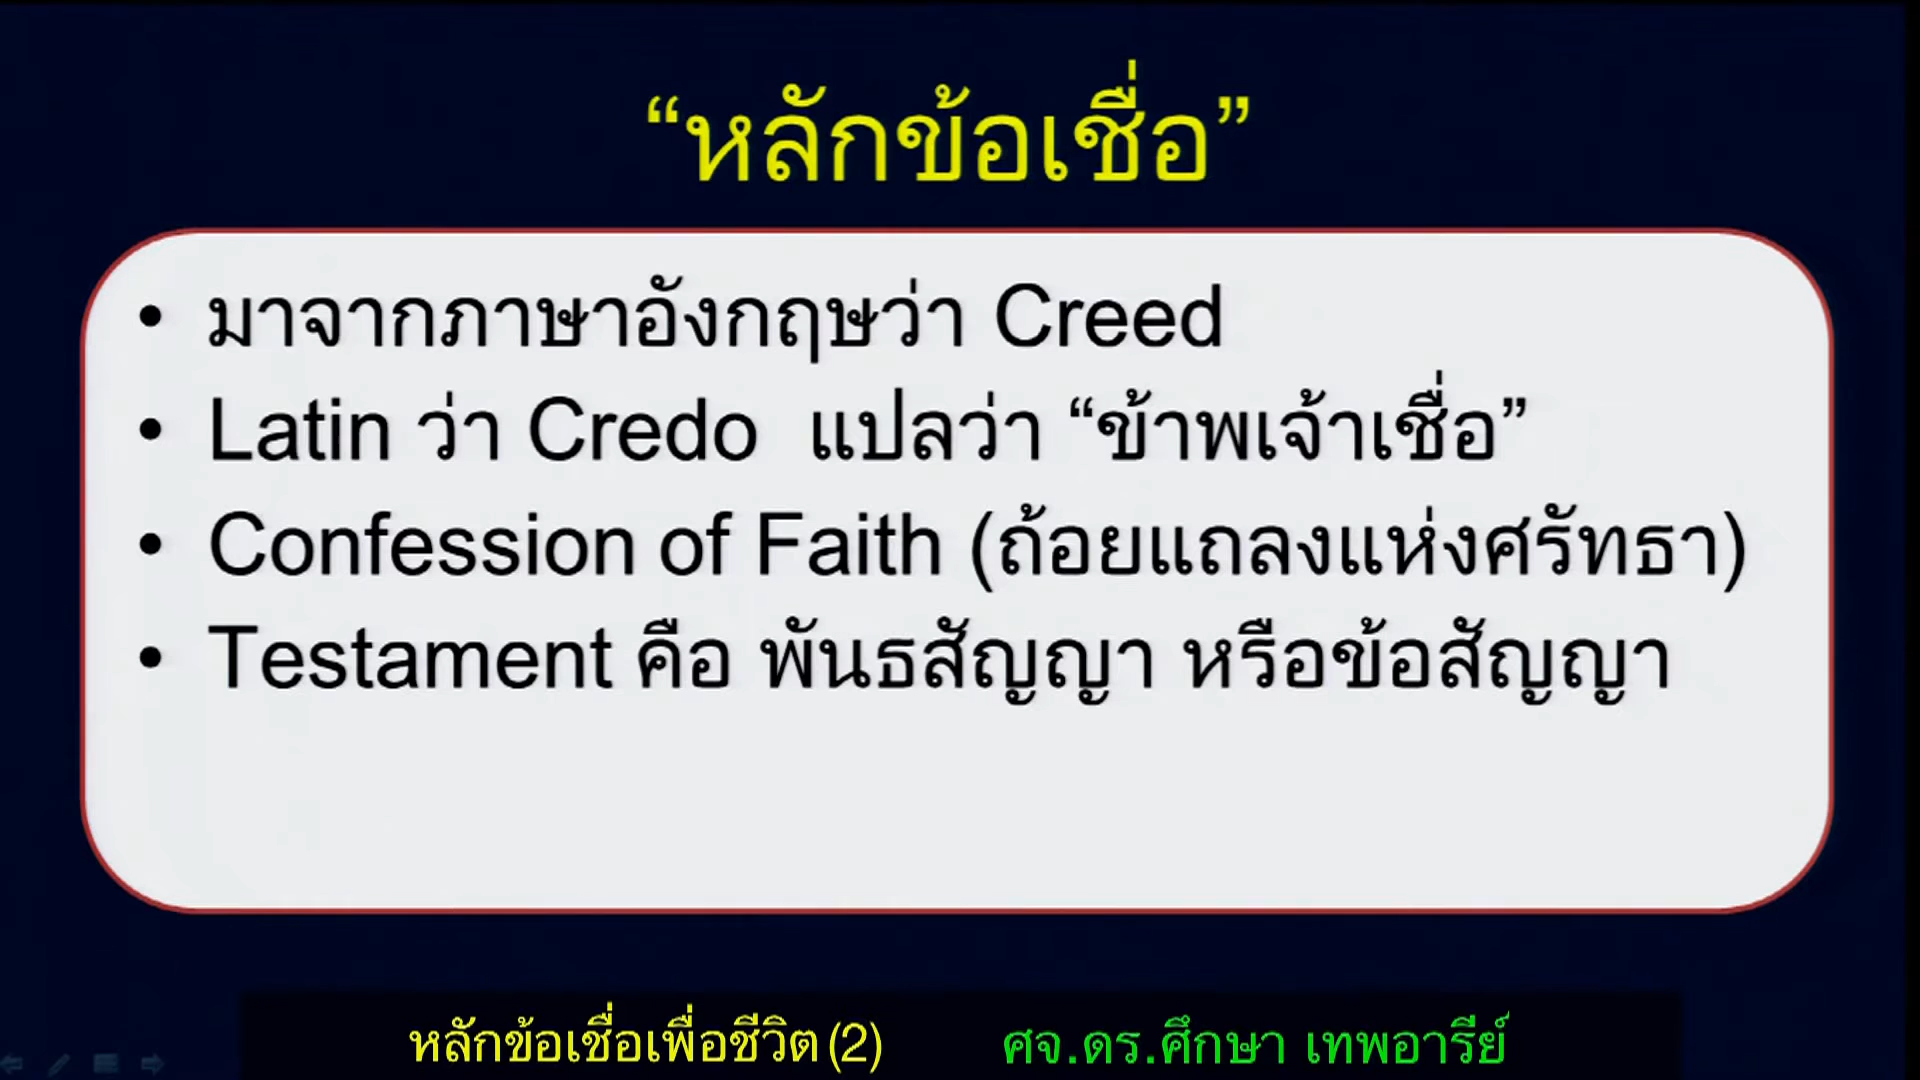 “หลักข้อเชื่อ”
• มาจากภาษาอังกฤษว่า Creed
• Latin ว่า Credo แปลว่า “ข้าพเจ้าเชื่อ”
• Confession of Faith (ถ้อยแถลงแห่งศรัทธา)
• Testament คือ พันธสัญญา หรือข้อสัญญา
หลักข้อเชื่อเพื่อชีวิต (2) ศจ.ดร.ศึกษา เทพอารีย์